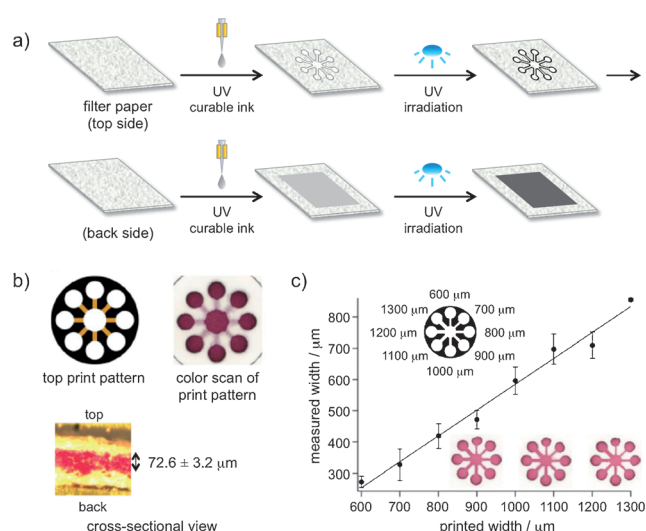 a)
filter paper
(top side)
UV
curable ink
UV
irradiation
(back side)
UV
curable ink
UV
irradiation
b)
top print pattern
color scan of
print pattern
top
72.6 ± 3.2 μm
back
cross-sectional view
c)
measured width / μm
800
700
600
500
400
300
600 μm
1300 μm
700 μm
1200 μm
800 μm
1100 μm
900 μm
1000 μm
600
700
800
900
1000
1100
1200
1300
printed width / μm